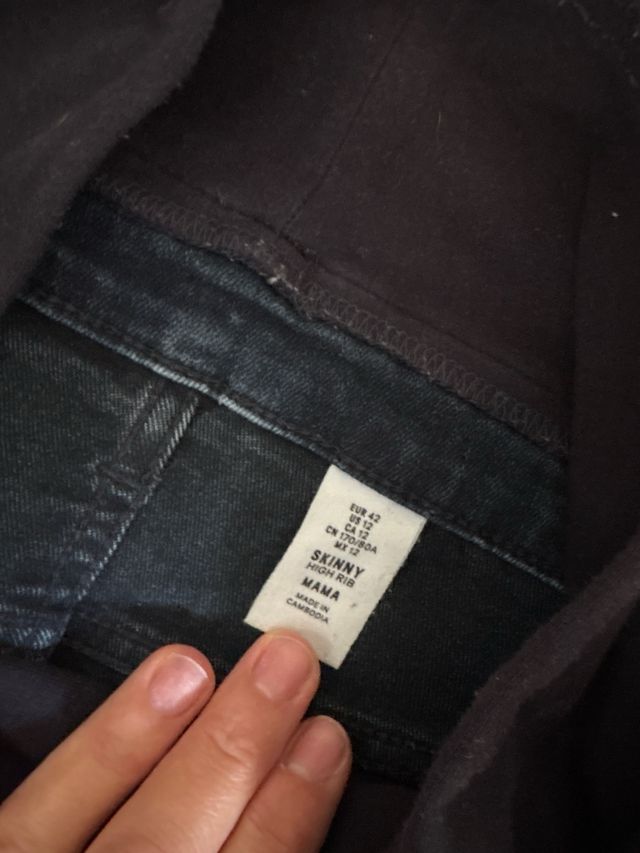 EUR 42
US 12
CA 12
CN 170/80A
MX 12
SKINNY
HIGH RIB
MAMA
MADE IN
CAMBODIA